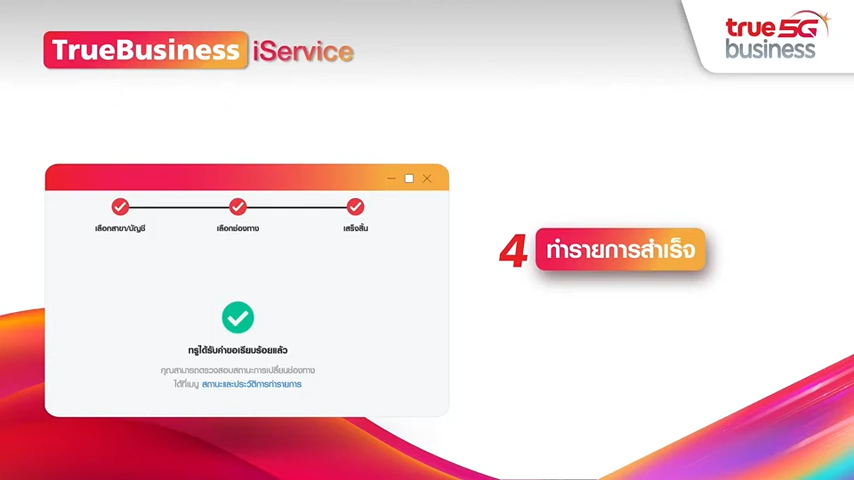 TrueBusiness iService
true 5G
business
เลือกสาขา/บัญชี
เลือกช่องทาง
เสร็จสิ้น
ทรูได้รับคำขอเรียบร้อยแล้ว
คุณสามารถตรวจสอบสถานะการเปลี่ยนช่องทาง
ได้ที่เมนู สถานะและประวัติการทำรายการ
4 ทำรายการสำเร็จ